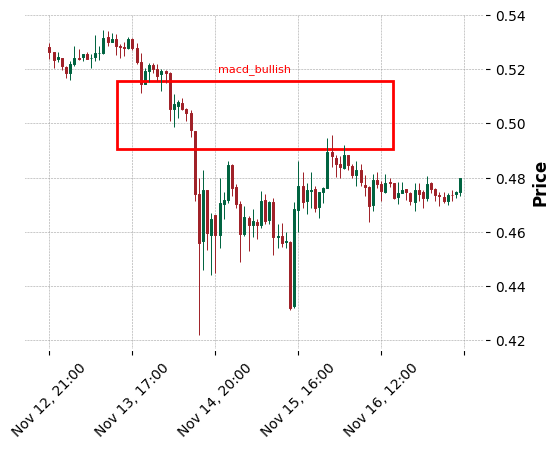 macd_bullish
0.54
0.52
0.50
0.48
0.46
0.44
0.42
Price
Nov 12, 21:00
Nov 13, 17:00
Nov 14, 20:00
Nov 15, 16:00
Nov 16, 12:00